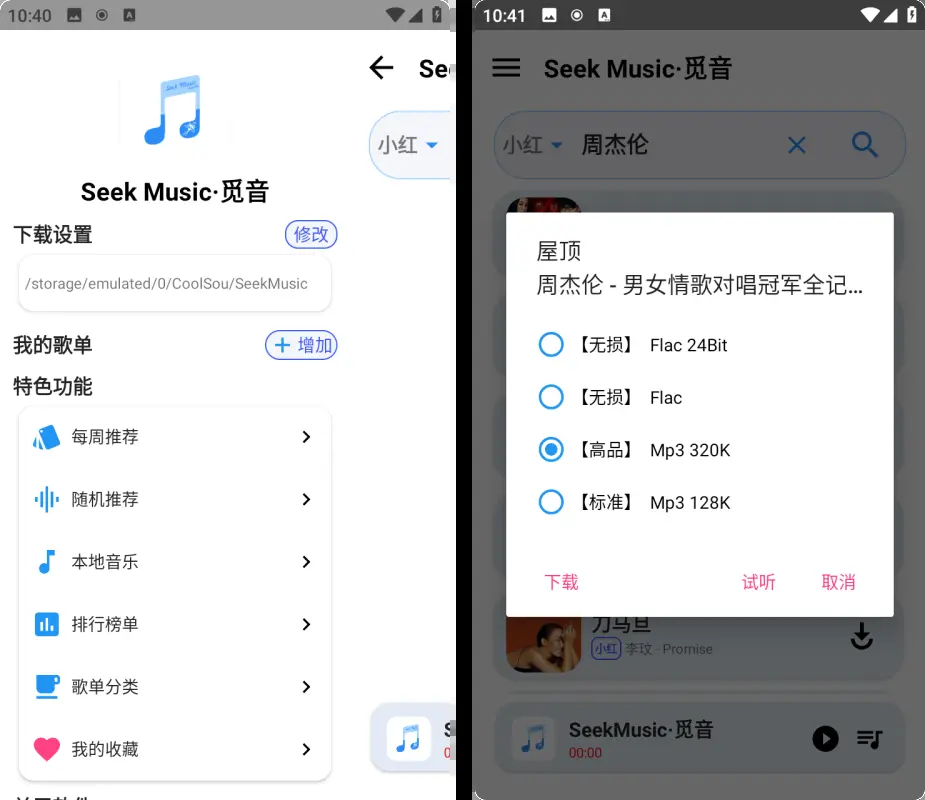 10:40
Seek Music·觅音
下载设置
修改
/storage/emulated/0/CoolSou/SeekMusic
我的歌单
+ 增加
特色功能
每周推荐
随机推荐
本地音乐
排行榜单
歌单分类
我的收藏
小红
10:41
Seek Music·觅音
小红
周杰伦
屋顶
周杰伦 - 男女情歌对唱冠军全记...
【无损】 Flac 24Bit
【无损】 Flac
【高品】 Mp3 320K
【标准】 Mp3 128K
下载
试听
取消
刀马旦
小红 李玟 · Promise
SeekMusic·觅音
00:00